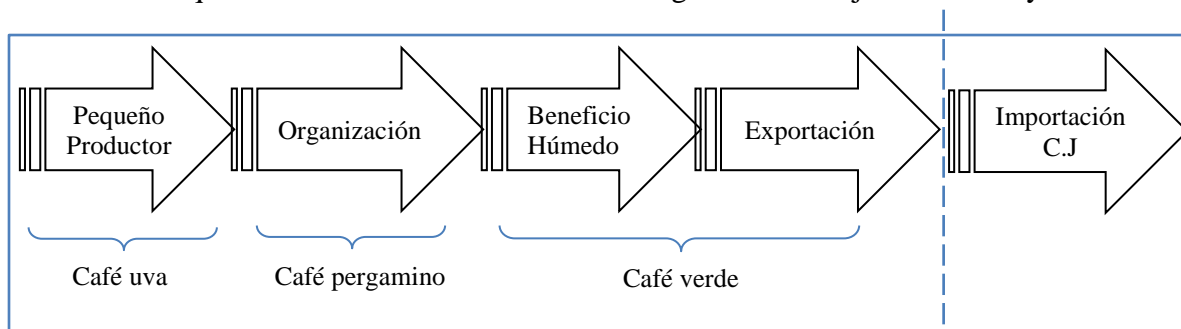 Pequeño
Productor
Organización
Beneficio
Húmedo
Exportación
Importación
C.J
Café uva
Café pergamino
Café verde